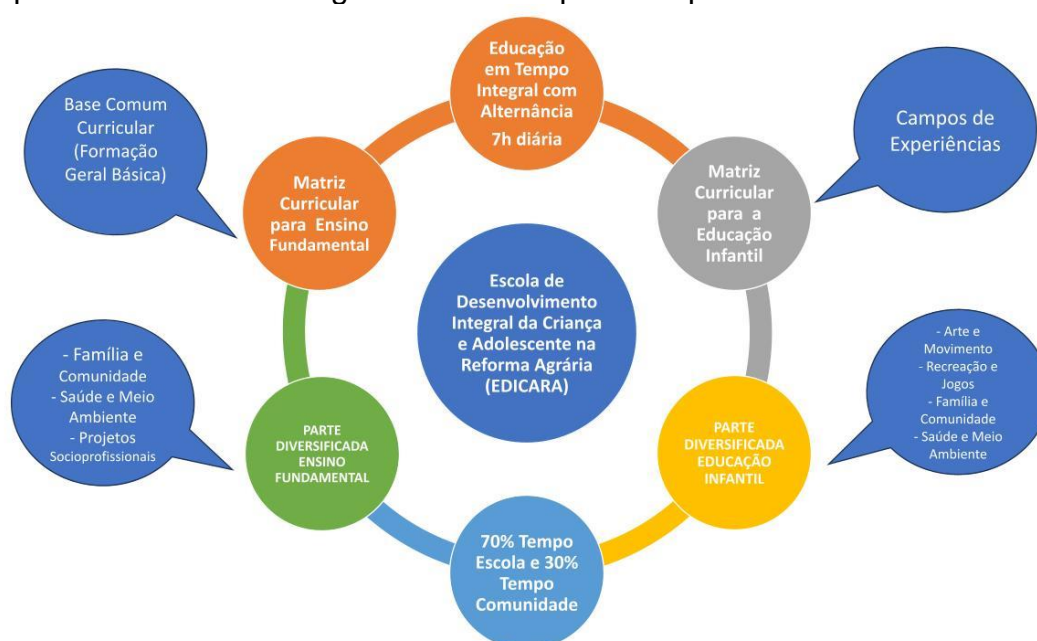 Educação
em Tempo
Integral com
Alternância
7h diária
Base Comum
Curricular
(Formação
Geral Básica)
Campos de
Experiências
Matriz
Curricular
para Ensino
Fundamental
Matriz
Curricular
para a
Educação
Infantil
Escola de
Desenvolvimento
Integral da Criança
e Adolescente na
Reforma Agrária
(EDICARA)
- Família e
Comunidade
- Saúde e Meio
Ambiente
- Projetos
Socioprofissionais
- Arte e
Movimento
- Recreação e
Jogos
- Família e
Comunidade
- Saúde e Meio
Ambiente
PARTE
DIVERSIFICADA
ENSINO
FUNDAMENTAL
PARTE
DIVERSIFICADA
EDUCAÇÃO
INFANTIL
70% Tempo
Escola e 30%
Tempo
Comunidade